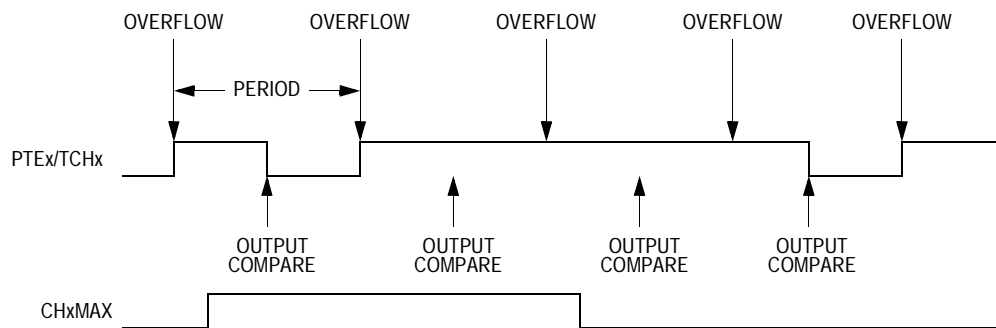 OVERFLOW OVERFLOW OVERFLOW OVERFLOW OVERFLOW
PERIOD
PTEx/TCHx
OUTPUT COMPARE
OUTPUT COMPARE
OUTPUT COMPARE
OUTPUT COMPARE
CHxMAX